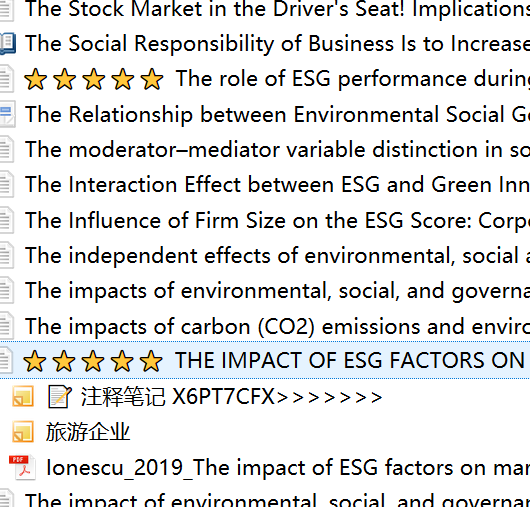 The Stock Market in the Driver's Seat! Implications
The Social Responsibility of Business Is to Increase
The role of ESG performance during
The Relationship between Environmental Social Go
The moderator–mediator variable distinction in so
The Interaction Effect between ESG and Green Inn
The Influence of Firm Size on the ESG Score: Corpo
The independent effects of environmental, social a
The impacts of environmental, social, and governa
The impacts of carbon (CO2) emissions and enviro
THE IMPACT OF ESG FACTORS ON
注释笔记 X6PT7CFX>>>>>>>
旅游企业
PDF
Ionescu_2019_The impact of ESG factors on mar
The impact of environmental, social, and governa